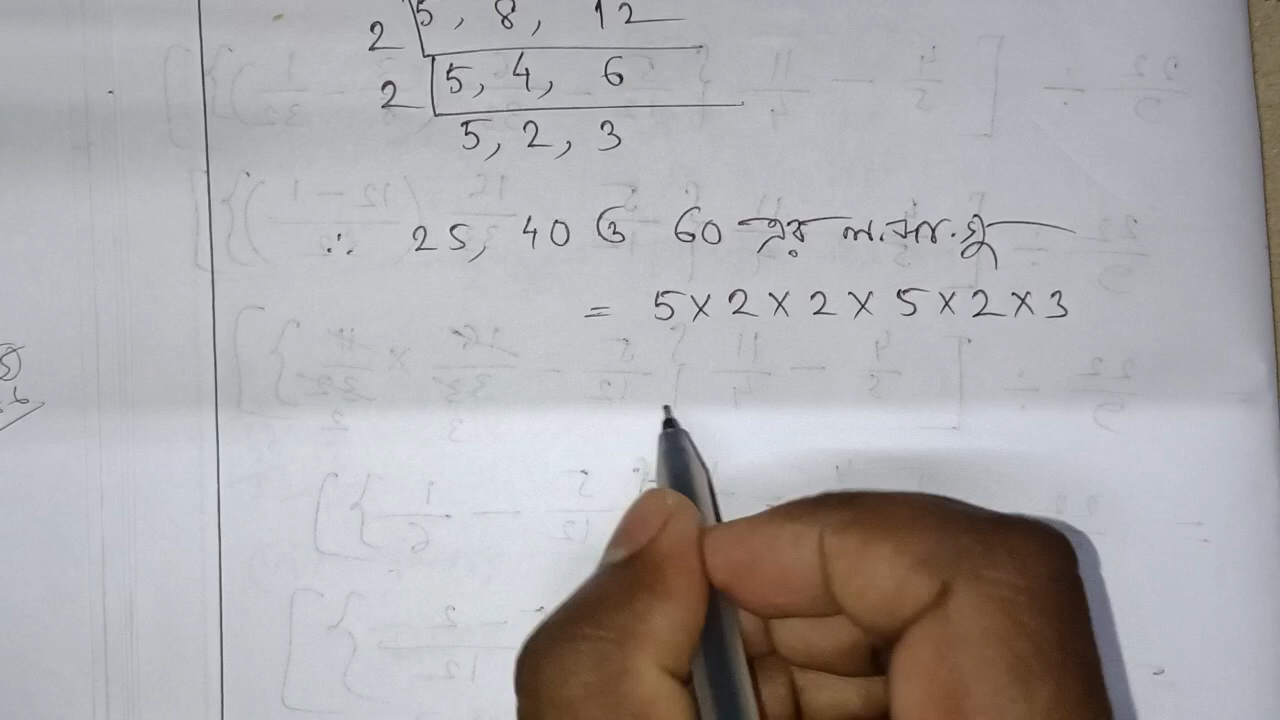 2 5, 8, 12
2 5, 4, 6
5, 2, 3
∴ 25, 40 ও 60 এর ল.সা.গু
= 5 × 2 × 2 × 5 × 2 × 3